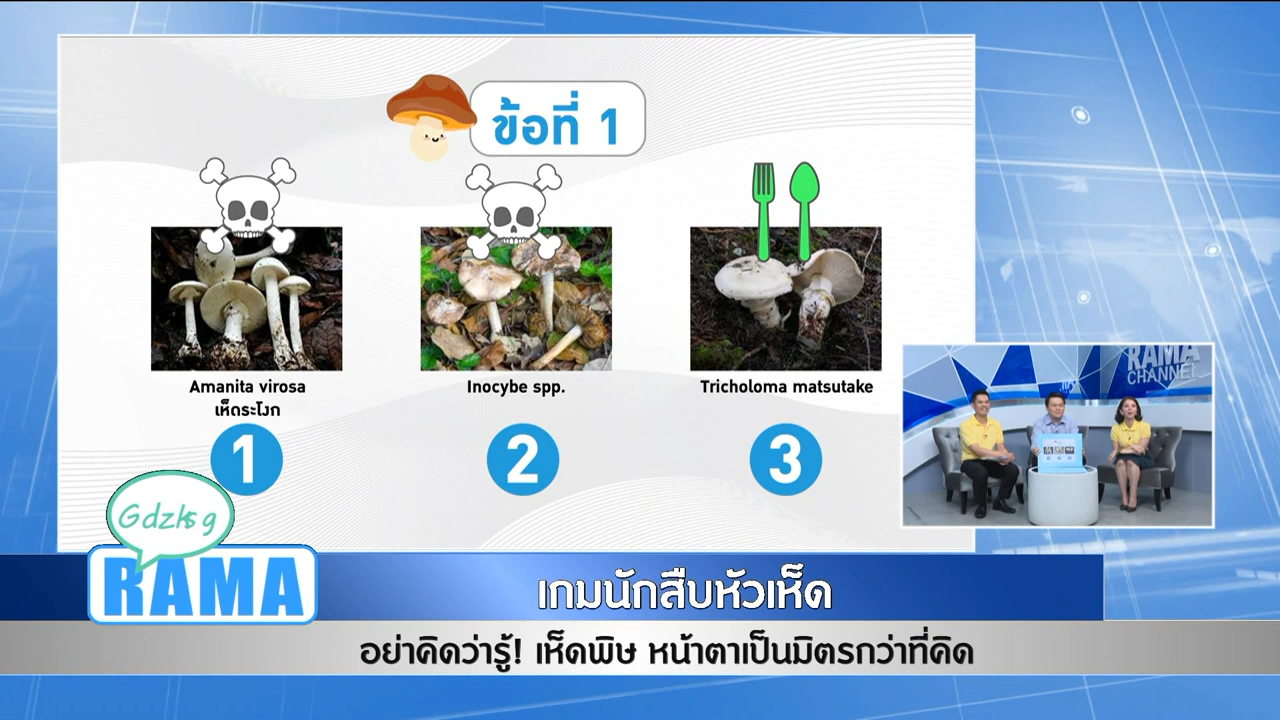 ข้อที่ 1
Amanita virosa
เห็ดระโงก
Inocybe spp.
Tricholoma matsutake
1
2
3
RAMA
CHANNEL
Gdzksg
RAMA
เกมนักสืบหัวเห็ด
อย่าคิดว่ารู้! เห็ดพิษ หน้าตาเป็นมิตรกว่าที่คิด